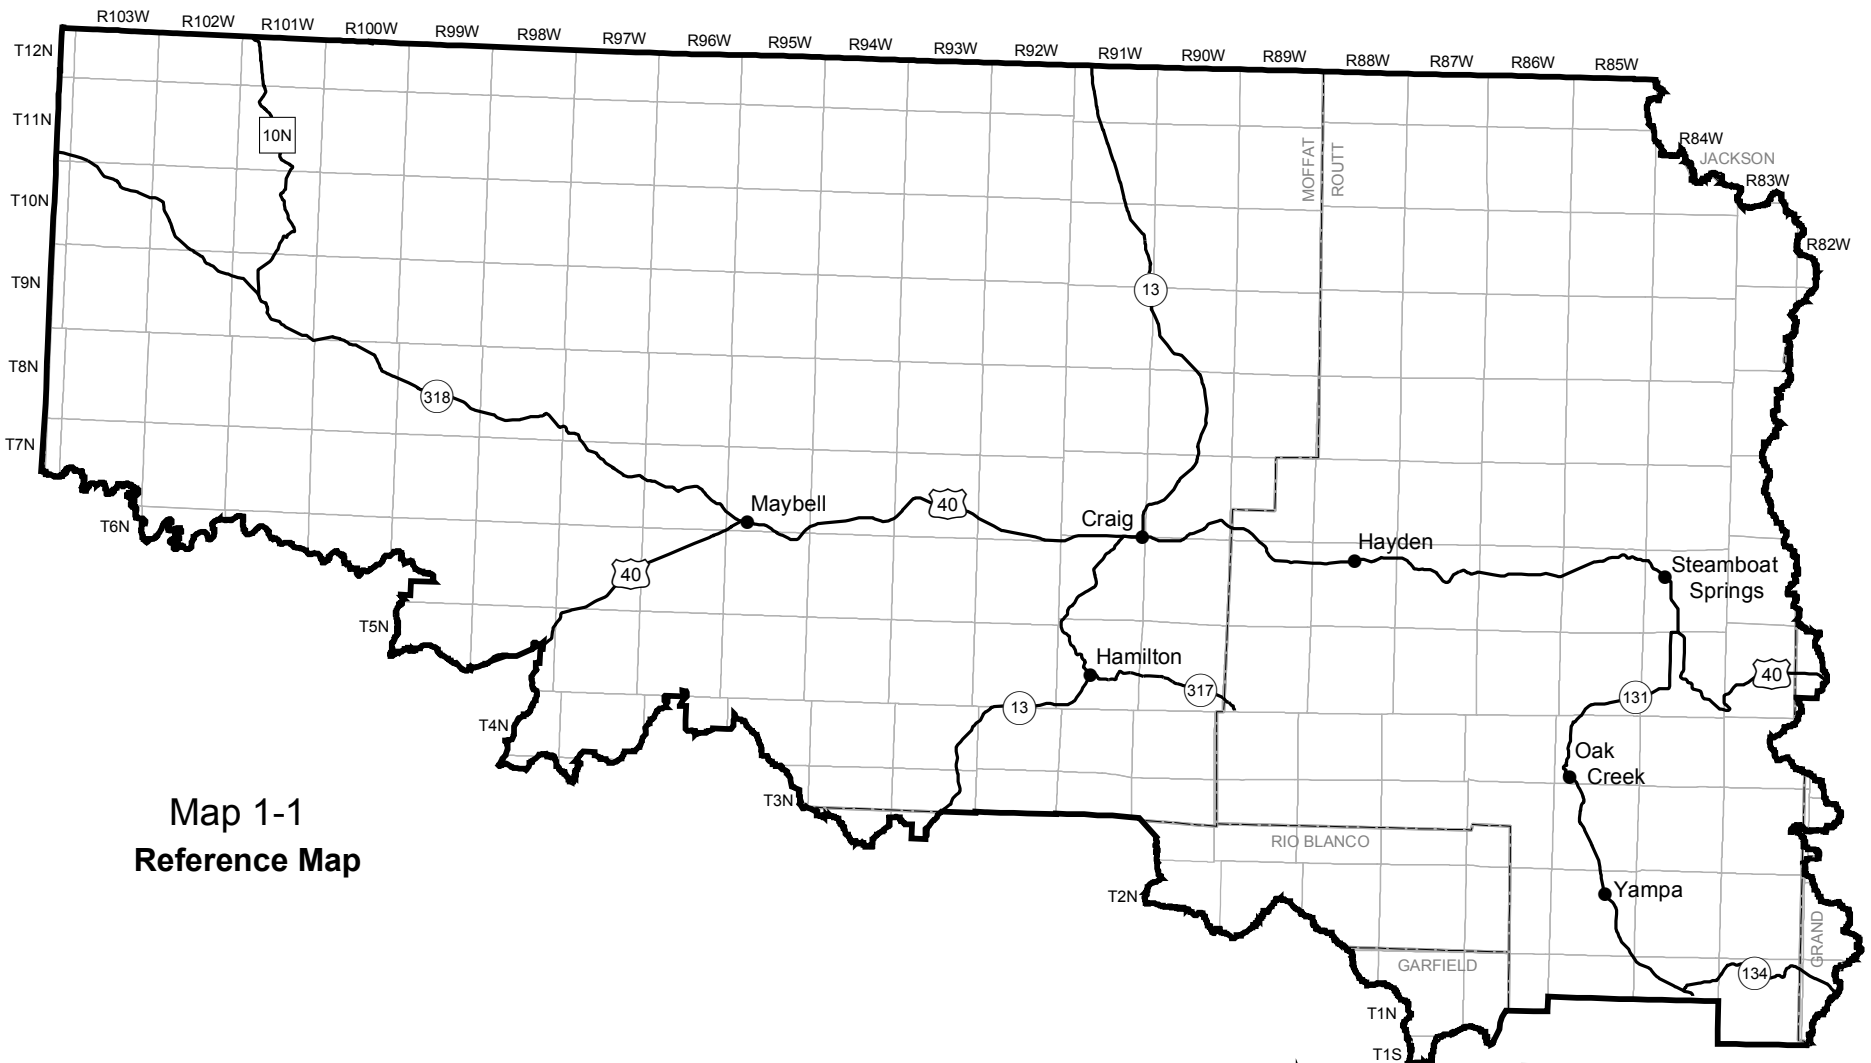 R103W
R102W
R101W
R100W
R99W
R98W
R97W
R96W
R95W
R94W
R93W
R92W
R91W
R90W
R89W
R88W
R87W
R86W
R85W
T12N
T11N
10N
R84W
JACKSON
MOFFAT
ROUTT
R83W
T10N
R82W
T9N
13
T8N
318
T7N
Maybell
40
Craig
T6N
Hayden
Steamboat
Springs
40
T5N
Hamilton
317
40
131
13
T4N
Oak
Creek
T3N
Map 1-1
Reference Map
RIO BLANCO
T2N
Yampa
GRAND
GARFIELD
134
T1N
T1S